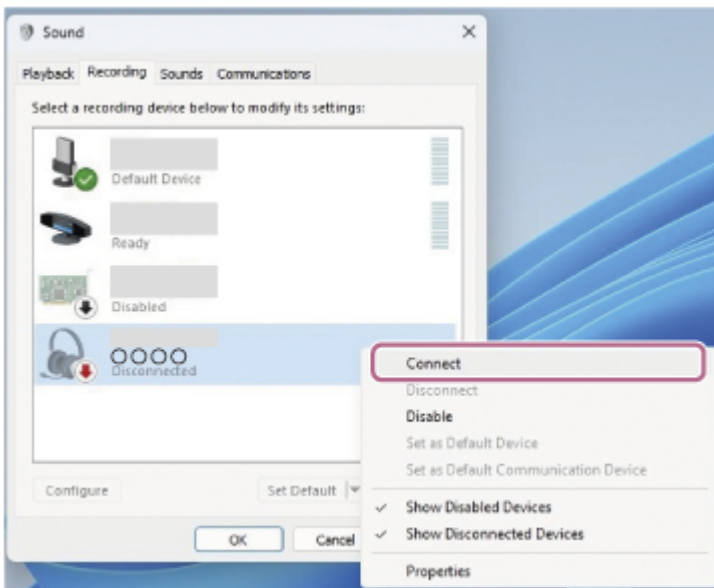 Sound
Playback Recording Sounds Communications
Select a recording device below to modify its settings:
Default Device
Ready
Disabled
○○○○
Disconnected
Configure Set Default
OK Cancel
Connect
Disconnect
Disable
Set as Default Device
Set as Default Communication Device
Show Disabled Devices
Show Disconnected Devices
Properties